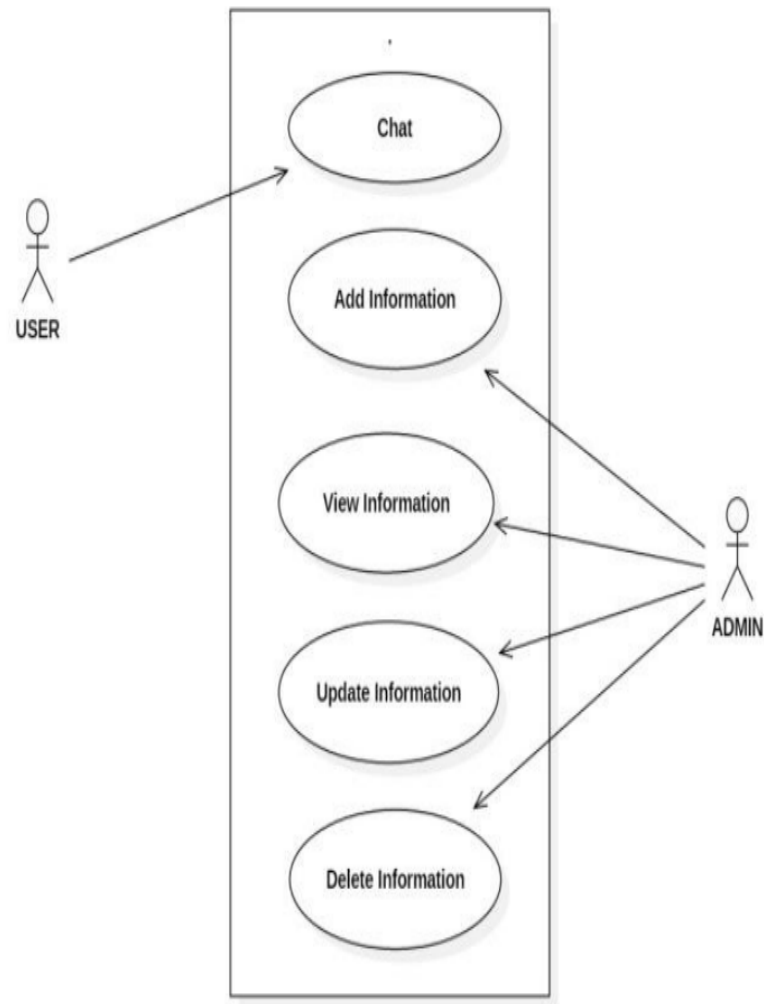 Chat
Add Information
USER
View Information
ADMIN
Update Information
Delete Information